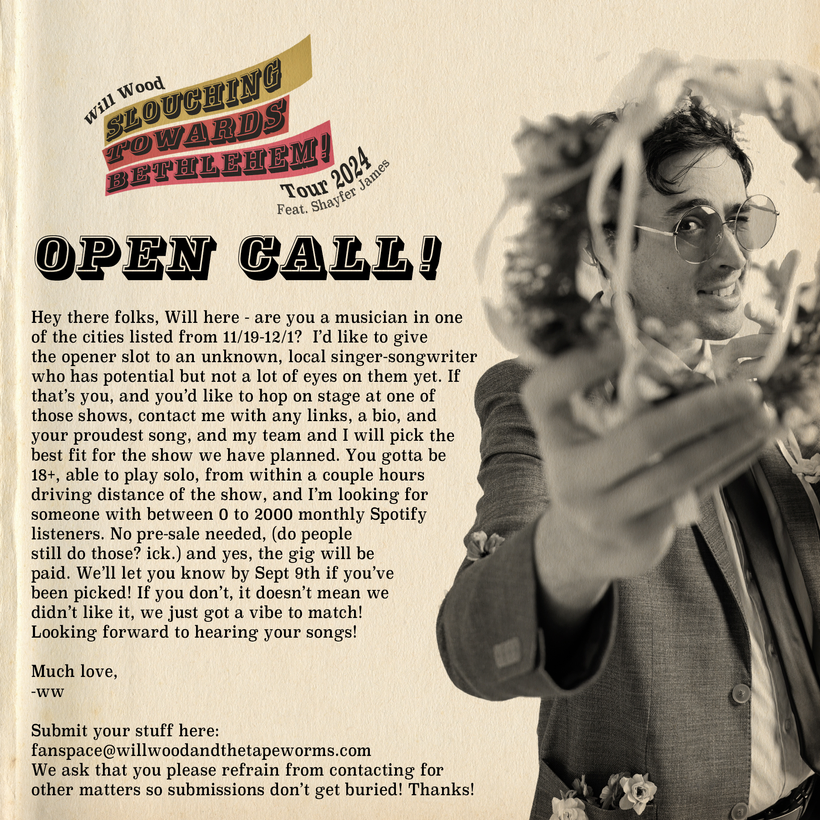 Will Wood
SLOUCHING
TOWARDS
BETHLEHEM!
Tour 2024
Feat. Shayfer James
OPEN CALL!
Hey there folks, Will here - are you a musician in one
of the cities listed from 11/19-12/1? I'd like to give
the opener slot to an unknown, local singer-songwriter
who has potential but not a lot of eyes on them yet. If
that's you, and you'd like to hop on stage at one of
those shows, contact me with any links, a bio, and
your proudest song, and my team and I will pick the
best fit for the show we have planned. You gotta be
18+, able to play solo, from within a couple hours
driving distance of the show, and I'm looking for
someone with between 0 to 2000 monthly Spotify
listeners. No pre-sale needed, (do people
still do those? ick.) and yes, the gig will be
paid. We'll let you know by Sept 9th if you've
been picked! If you don't, it doesn't mean we
didn't like it, we just got a vibe to match!
Looking forward to hearing your songs!
Much love,
-ww
Submit your stuff here:
fanspace@willwoodandthetapeworms.com
We ask that you please refrain from contacting for
other matters so submissions don't get buried! Thanks!